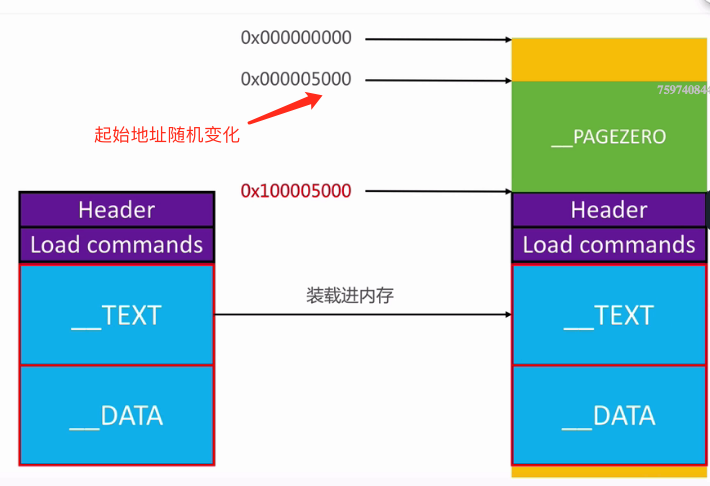 0x000000000
0x000005000
起始地址随机变化
__PAGEZERO
0x100005000
Header
Header
Load commands
Load commands
装载进内存
__TEXT
__TEXT
__DATA
__DATA